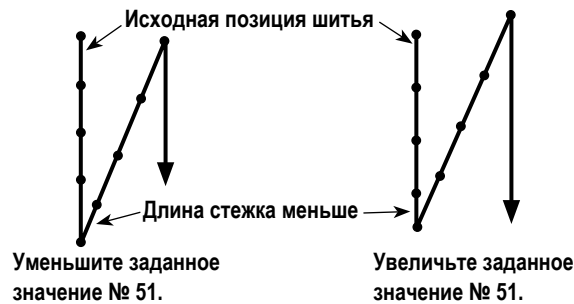 Исходная позиция шитья
Длина стежка меньше
Уменьшите заданное
значение № 51.
Увеличьте заданное
значение № 51.